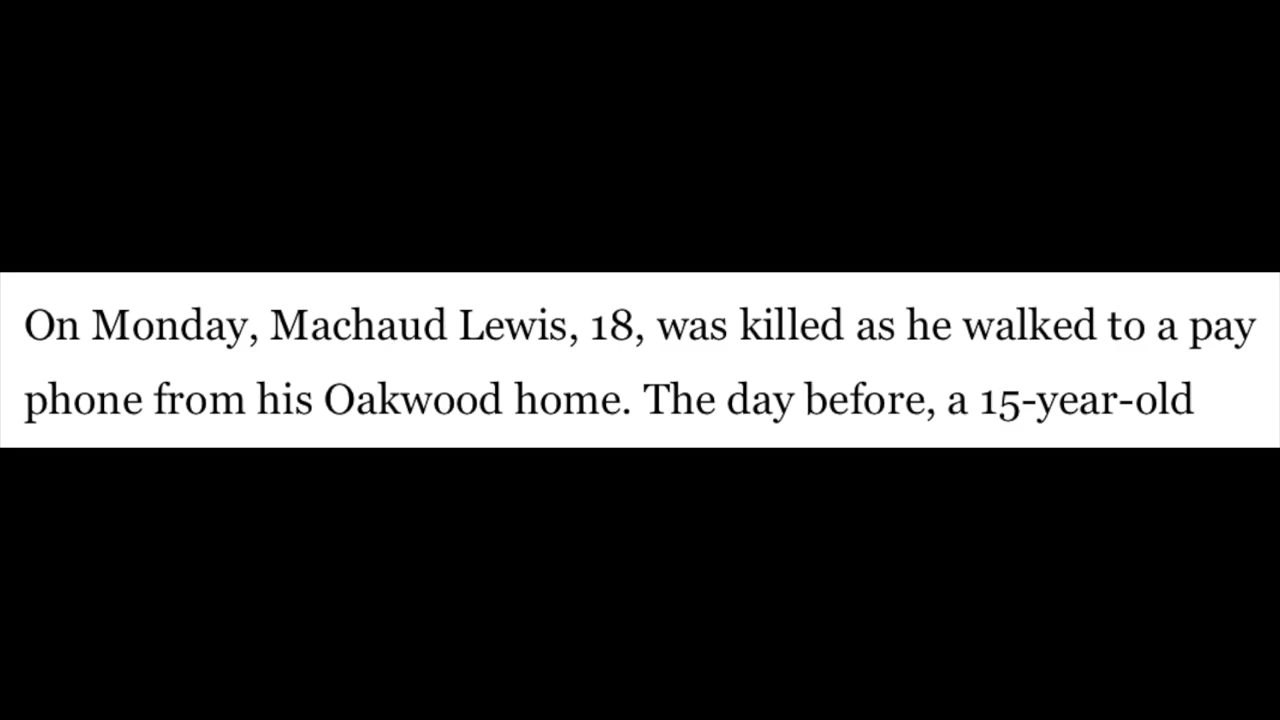 On Monday, Machaud Lewis, 18, was killed as he walked to a pay
phone from his Oakwood home. The day before, a 15-year-old